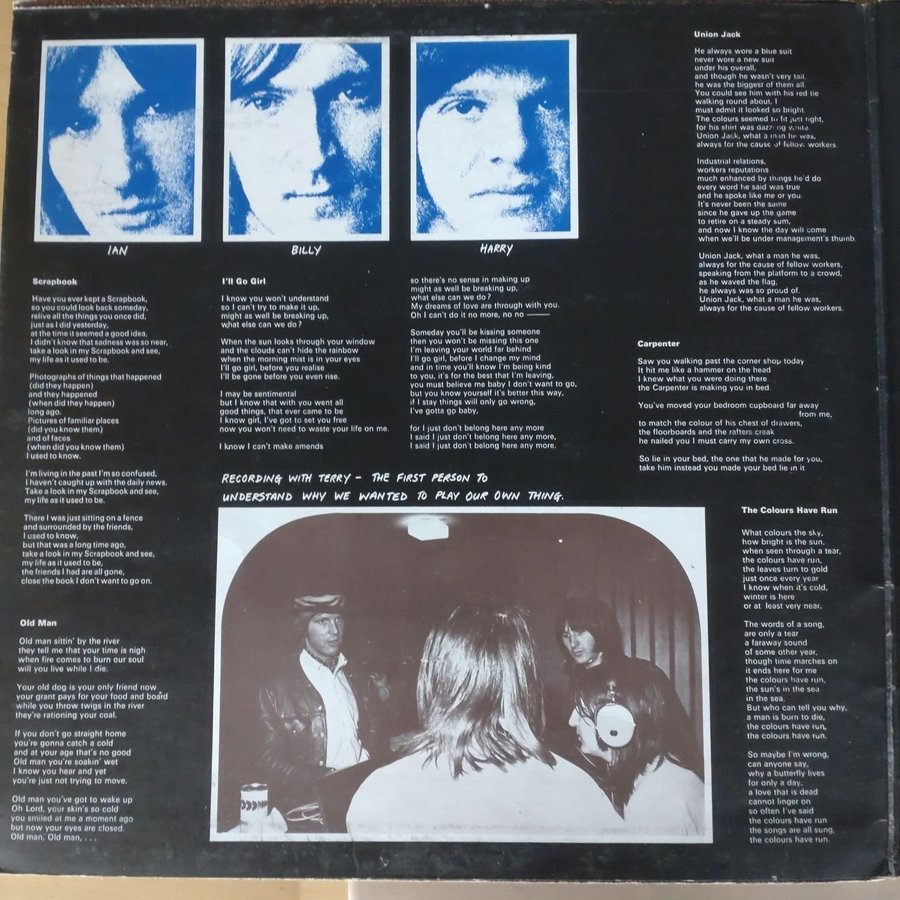 IAN
BILLY
HARRY
Scrapbook
Have you ever kept a Scrapbook,
so you could look back someday,
relive all the things you once did,
just as I did yesterday,
at the time it seemed a good idea,
I didn't know that sadness was so near,
take a look in my Scrapbook and see,
my life as it used to be.
Photographs of things that happened
(did they happen)
and they happened
(when did they happen)
long ago.
Pictures of familiar places
(did you know them)
and of faces
(when did you know them)
I used to know.
I'm living in the past I'm so confused,
I haven't caught up with the daily news.
Take a look in my Scrapbook and see,
my life as it used to be.
There I was just sitting on a fence
and surrounded by the friends,
I used to know,
but that was a long time ago,
take a look in my Scrapbook and see,
my life as it used to be,
the friends I had are all gone,
close the book I don't want to go on.
Old Man
Old man sittin' by the river
they tell me that your time is nigh
when fire comes to burn our soul
will you live while I die.
Your old dog is your only friend now
your grant pays for your food and board
while you throw twigs in the river
they're rationing your coal.
If you don't go straight home
you're gonna catch a cold
and at your age that's no good
Old man you're soakin' wet
I know you hear and yet
you're just not trying to move.
Old man you've got to wake up
Oh Lord, your skin's so cold
you smiled at me a moment ago
but now your eyes are closed.
Old man, Old man, . . .
I'll Go Girl
I know you won't understand
so I can't try to make it up,
might as well be breaking up,
what else can we do?
When the sun looks through your window
and the clouds can't hide the rainbow
when the morning mist is in your eyes
I'll go girl, before you realise
I'll be gone before you even rise.
I may be sentimental
but I know that with you went all
good things, that ever came to be
I know girl, I've got to set you free
now you won't need to waste your life on me.
I know I can't make amends
so there's no sense in making up
might as well be breaking up,
what else can we do?
My dreams of love are through with you.
Oh I can't do it no more, no no ——
Someday you'll be kissing someone
then you won't be missing this one
I'm leaving your world far behind
I'll go girl, before I change my mind
and in time you'll know I'm being kind
to you, it's for the best that I'm leaving,
you must believe me baby I don't want to go,
but you know yourself it's better this way,
if I stay things will only go wrong,
I've gotta go baby,
for I just don't belong here any more
I said I just don't belong here any more,
I said I just don't belong here any more.
RECORDING WITH TERRY - THE FIRST PERSON TO
UNDERSTAND WHY WE WANTED TO PLAY OUR OWN THING.
Union Jack
He always wore a blue suit
never wore a new suit
under his overall,
and though he wasn't very tall
he was the biggest of them all.
You could see him with his red tie
walking round about, I
must admit it looked so bright.
The colours seemed to fit just right,
for his shirt was dazzling white.
Union Jack, what a man he was,
always for the cause of fellow workers.
Industrial relations,
workers reputations
much enhanced by things he'd do
every word he said was true
and he spoke like me or you.
It's never been the same
since he gave up the game
to retire on a steady sum,
and now I know the day will come
when we'll be under management's thumb.
Union Jack, what a man he was,
always for the cause of fellow workers,
speaking from the platform to a crowd,
as he waved the flag,
he always was so proud of.
Union Jack, what a man he was,
always for the cause of fellow workers.
Carpenter
Saw you walking past the corner shop today
It hit me like a hammer on the head
I knew what you were doing there
the Carpenter is making you in bed
You've moved your bedroom cupboard far away
from me,
to match the colour of his chest of drawers,
the floorboards and the rafters creak
he nailed you I must carry my own cross.
So lie in your bed, the one that he made for you,
take him instead you made your bed lie in it
The Colours Have Run
What colours the sky,
how bright is the sun,
when seen through a tear,
the colours have run,
the leaves turn to gold
just once every year
I know when it's cold,
winter is here
or at least very near.
The words of a song,
are only a tear
a faraway sound
of some other year,
though time marches on
it ends here for me
the colours have run,
the sun's in the sea
in the sea.
But who can tell you why,
a man is burn to die,
the colours have run,
the colours have run.
So maybe I'm wrong,
can anyone say,
why a butterfly lives
for only a day,
a love that is dead
cannot linger on
so often I've said
the colours have run
the songs are all sung,
the colours have run.